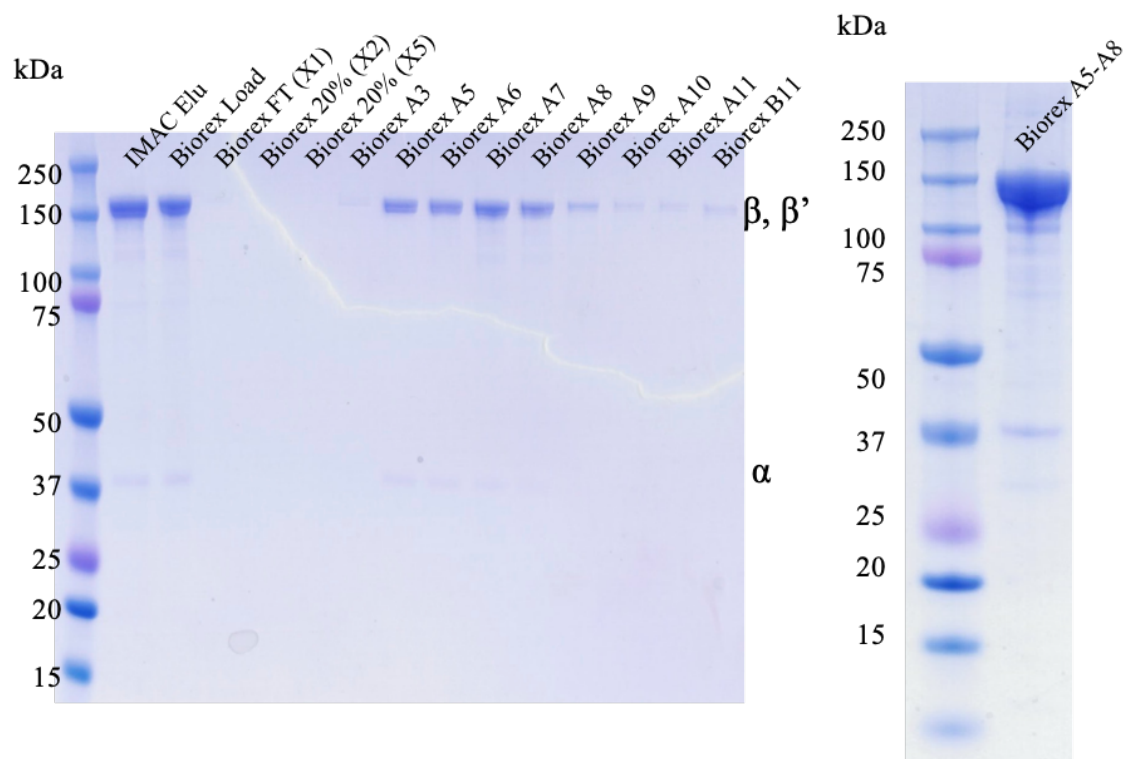 kDa
IMAC Elu
Biorex Load
Biorex FT (X1)
Biorex 20% (X2)
Biorex 20% (X5)
Biorex A3
Biorex A5
Biorex A6
Biorex A7
Biorex A8
Biorex A9
Biorex A10
Biorex A11
Biorex B11
250
150
100
75
50
37
25
20
15
β, β’
α
kDa
Biorex A5-A8
250
150
100
75
50
37
25
20
15